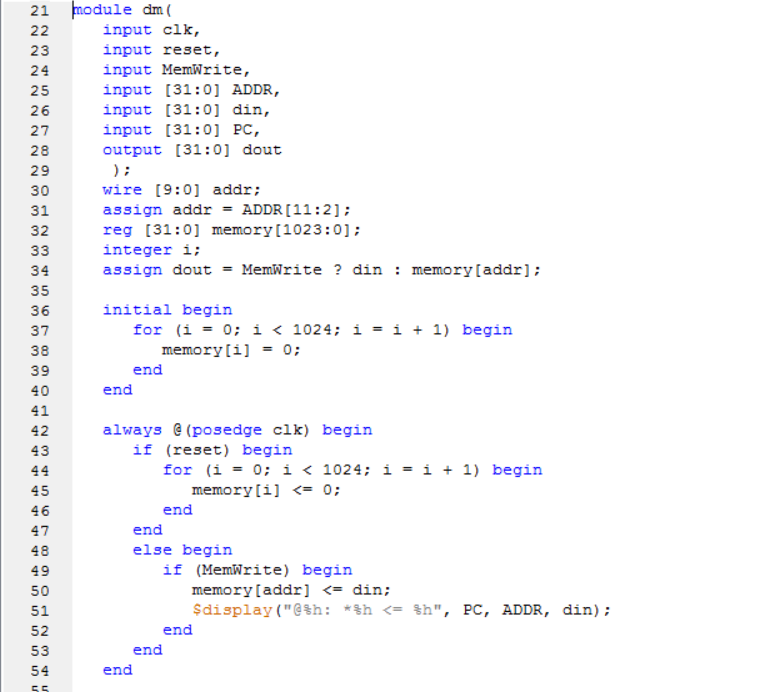 21 module dm(
22 input clk,
23 input reset,
24 input MemWrite,
25 input [31:0] ADDR,
26 input [31:0] din,
27 input [31:0] PC,
28 output [31:0] dout
29 );
30 wire [9:0] addr;
31 assign addr = ADDR[11:2];
32 reg [31:0] memory[1023:0];
33 integer i;
34 assign dout = MemWrite ? din : memory[addr];
35
36 initial begin
37 for (i = 0; i < 1024; i = i + 1) begin
38 memory[i] = 0;
39 end
40 end
41
42 always @(posedge clk) begin
43 if (reset) begin
44 for (i = 0; i < 1024; i = i + 1) begin
45 memory[i] <= 0;
46 end
47 end
48 else begin
49 if (MemWrite) begin
50 memory[addr] <= din;
51 $display("@%h: *%h <= %h", PC, ADDR, din);
52 end
53 end
54 end
55